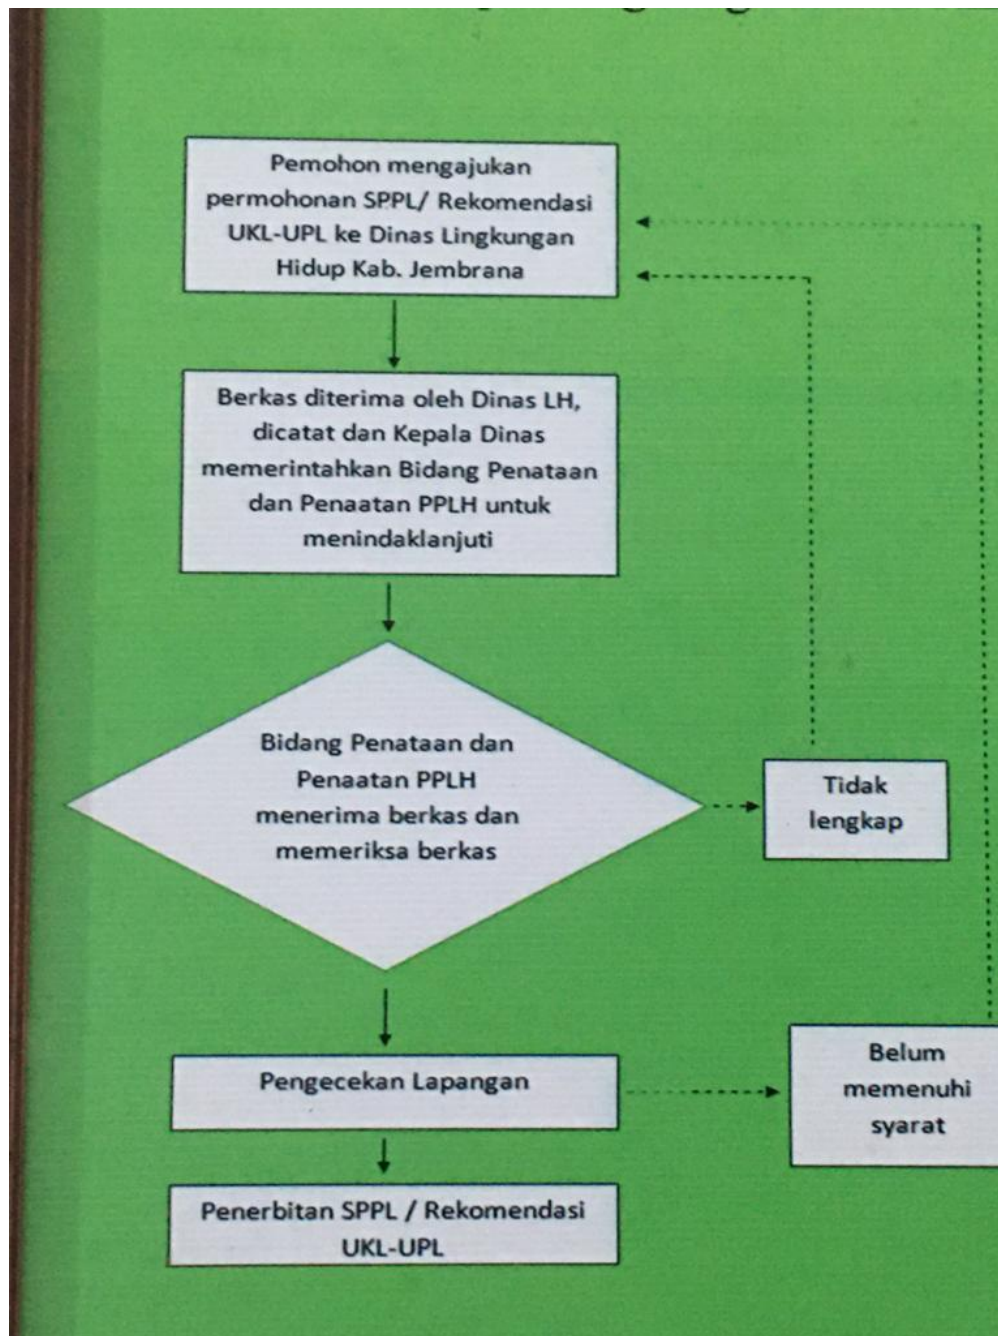 Pemohon mengajukan
permohonan SPPL/ Rekomendasi
UKL-UPL ke Dinas Lingkungan
Hidup Kab. Jembrana
Berkas diterima oleh Dinas LH,
dicatat dan Kepala Dinas
memerintahkan Bidang Penataan
dan Penaatan PPLH untuk
menindaklanjuti
Bidang Penataan dan
Penaatan PPLH
menerima berkas dan
memeriksa berkas
Tidak
lengkap
Pengecekan Lapangan
Belum
memenuhi
syarat
Penerbitan SPPL / Rekomendasi
UKL-UPL